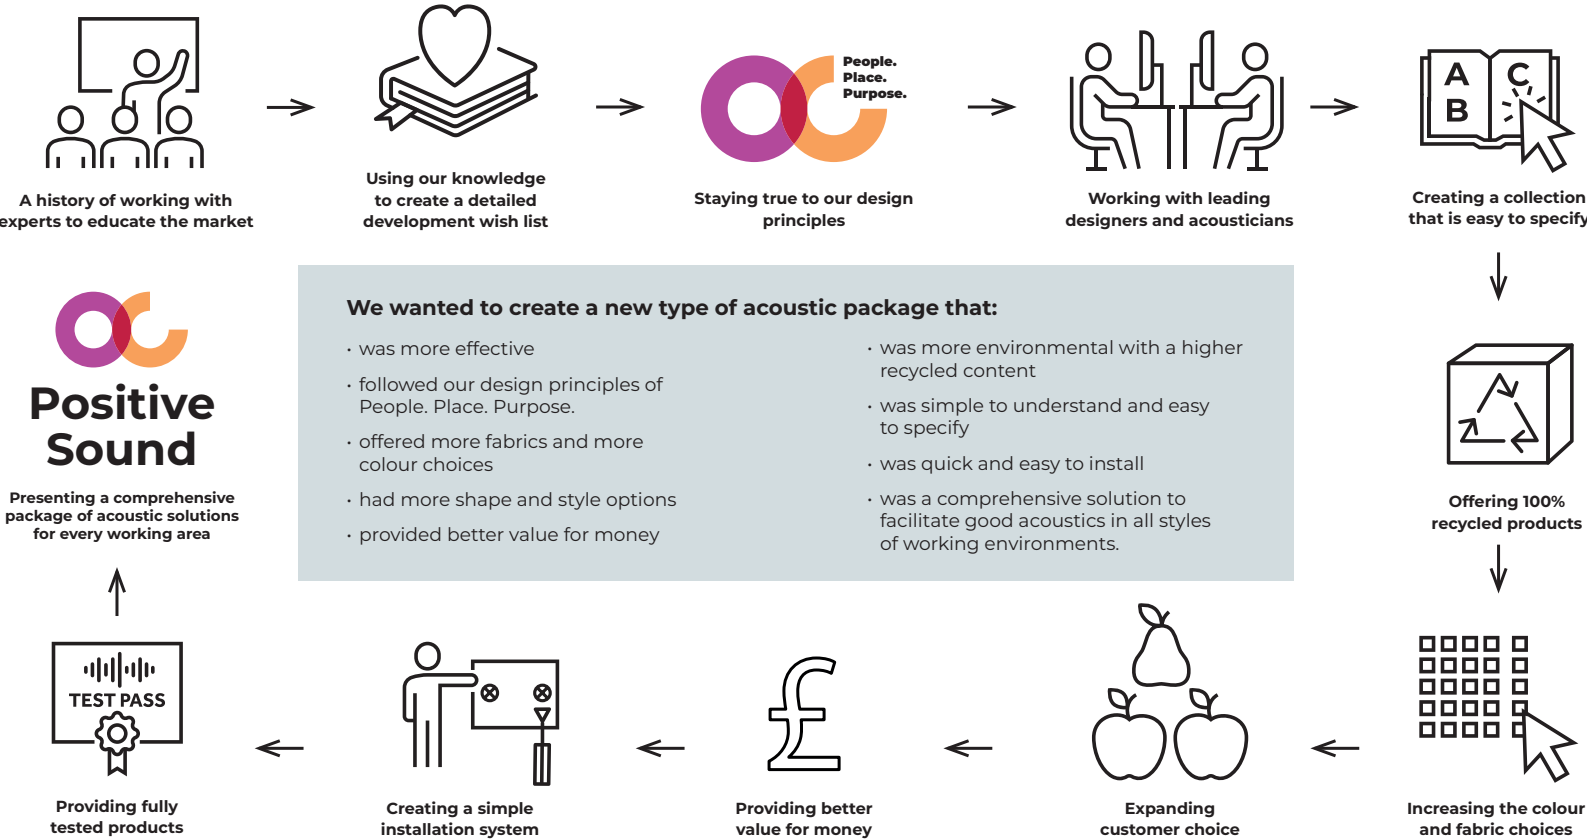 People.
Place.
Purpose.
A
B
C
A history of working with
experts to educate the market
Using our knowledge
to create a detailed
development wish list
Staying true to our design
principles
Working with leading
designers and acousticians
Creating a collection
that is easy to specify
Positive
Sound
Presenting a comprehensive
package of acoustic solutions
for every working area
We wanted to create a new type of acoustic package that:
· was more effective
· followed our design principles of
People. Place. Purpose.
· offered more fabrics and more
colour choices
· had more shape and style options
· provided better value for money
· was more environmental with a higher
recycled content
· was simple to understand and easy
to specify
· was quick and easy to install
· was a comprehensive solution to
facilitate good acoustics in all styles
of working environments.
Offering 100%
recycled products
TEST PASS
£
Providing fully
tested products
Creating a simple
installation system
Providing better
value for money
Expanding
customer choice
Increasing the colour
and fabric choices